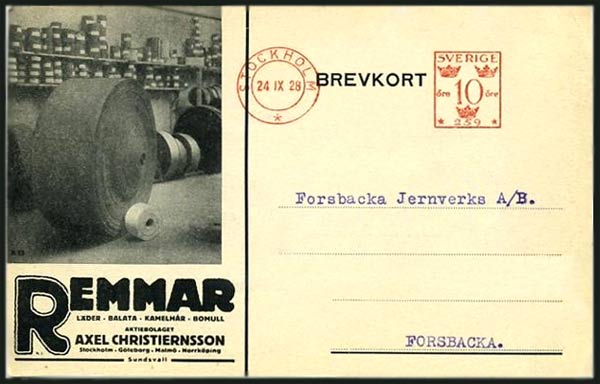 STOCKHOLM
24 IX 28
BREVKORT
SVERIGE
öre 10 öre
259
Forsbacka Jernverks A/B.
FORSBACKA.
REMMAR
LÄDER - BALATA - KAMELHÅR - BOMULL
AKTIEBOLAGET
AXEL CHRISTIERNSSON
Stockholm - Göteborg - Malmö - Norrköping
Sundsvall